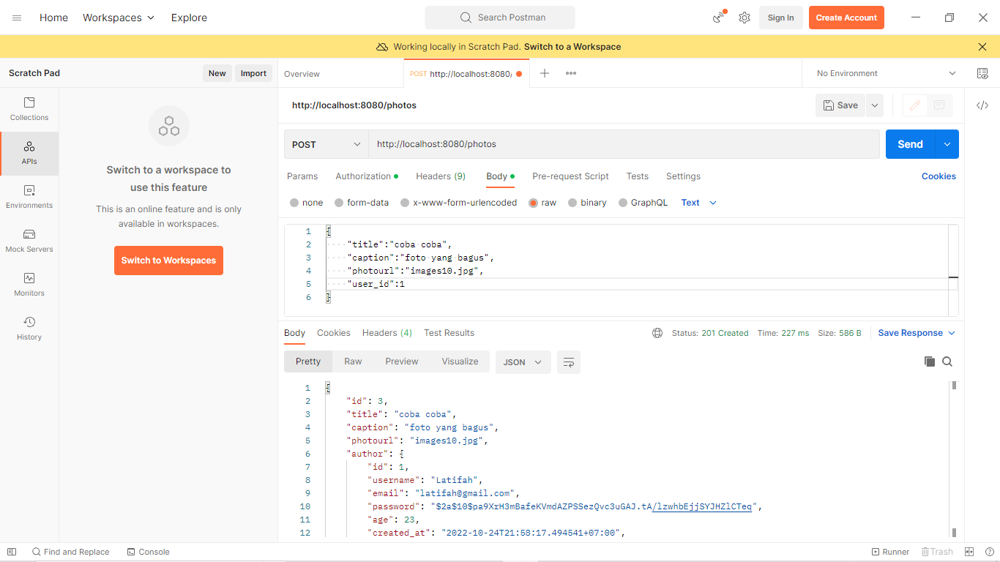 Home Workspaces Explore Search Postman Sign In Create Account
Working locally in Scratch Pad. Switch to a Workspace
Scratch Pad New Import Overview POST http://localhost:8080/ No Environment
http://localhost:8080/photos Save
Collections
APIs
Environments
Mock Servers
Monitors
History
Switch to a workspace to
use this feature
This is an online feature and is only
available in workspaces.
Switch to Workspaces
POST http://localhost:8080/photos Send
Params Authorization Headers (9) Body Pre-request Script Tests Settings Cookies
none form-data x-www-form-urlencoded raw binary GraphQL Text
1 {
2 "title":"coba coba",
3 "caption":"foto yang bagus",
4 "photourl":"images10.jpg",
5 "user_id":1
6 }
Body Cookies Headers (4) Test Results Status: 201 Created Time: 227 ms Size: 586 B Save Response
Pretty Raw Preview Visualize JSON
1 {
2 "id": 3,
3 "title": "coba coba",
4 "caption": "foto yang bagus",
5 "photourl": "images10.jpg",
6 "author": {
7 "id": 1,
8 "username": "Latifah",
9 "email": "latifah@gmail.com",
10 "password": "$2a$10$pa9XrH3mBafeKVmdAZPSSezQvc3uGAJ.tA/lzwhbEjjSYJHZlCTeq",
11 "age": 23,
12 "created_at": "2022-10-24T21:58:17.494541+07:00",
Find and Replace Console Runner Trash